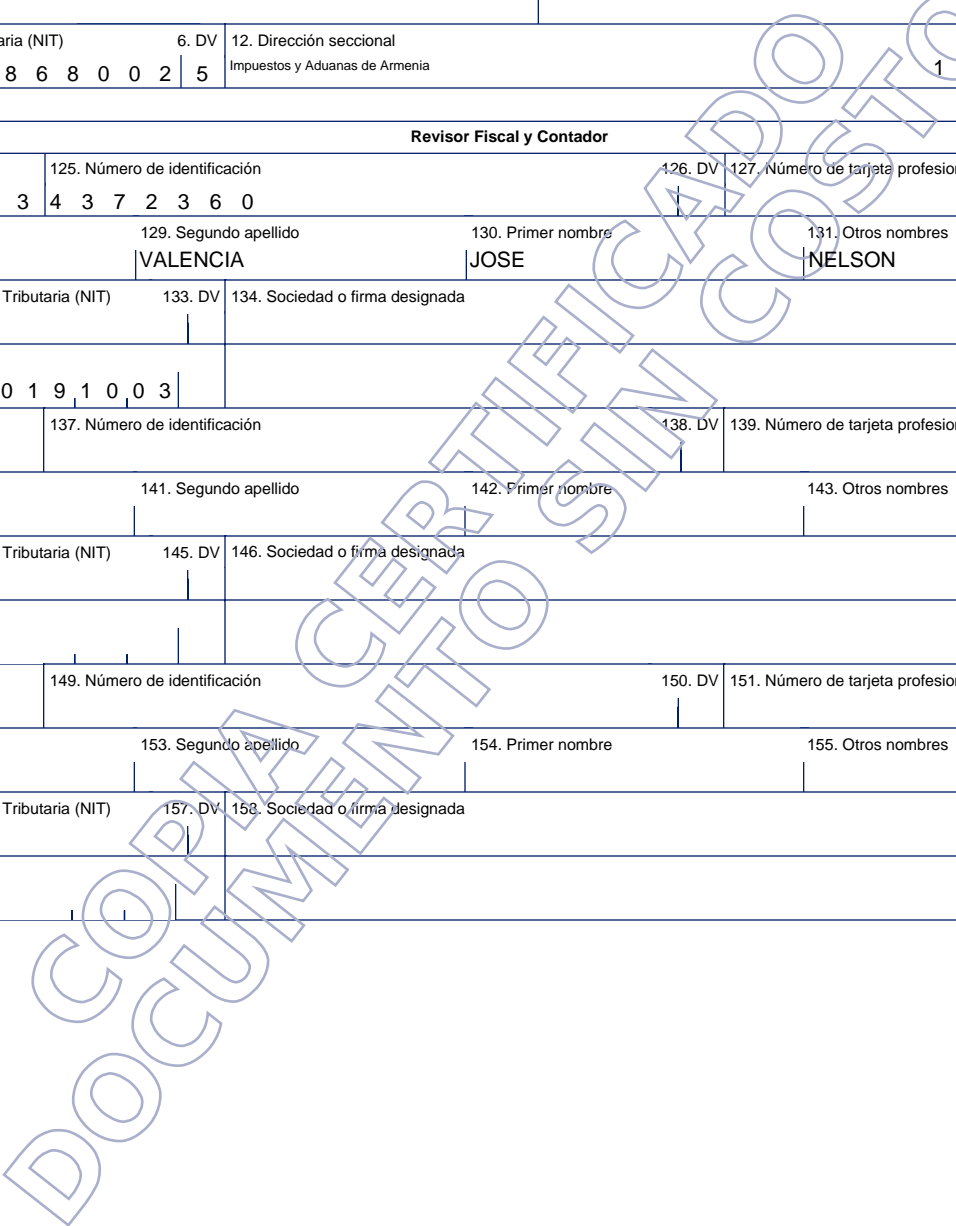 aria (NIT) 6. DV 12. Dirección seccional
8 6 8 0 0 2 5 Impuestos y Aduanas de Armenia 1
Revisor Fiscal y Contador
125. Número de identificación 126. DV 127. Número de tarjeta profesion
3 4 3 7 2 3 6 0
129. Segundo apellido 130. Primer nombre 131. Otros nombres
VALENCIA JOSE NELSON
Tributaria (NIT) 133. DV 134. Sociedad o firma designada
0 1 9 1 0 0 3
137. Número de identificación 138. DV 139. Número de tarjeta profesion
141. Segundo apellido 142. Primer nombre 143. Otros nombres
Tributaria (NIT) 145. DV 146. Sociedad o firma designada
149. Número de identificación 150. DV 151. Número de tarjeta profesion
153. Segundo apellido 154. Primer nombre 155. Otros nombres
Tributaria (NIT) 157. DV 158. Sociedad o firma designada
COPIA CERTIFICADO
DOCUMENTO SIN COSTO